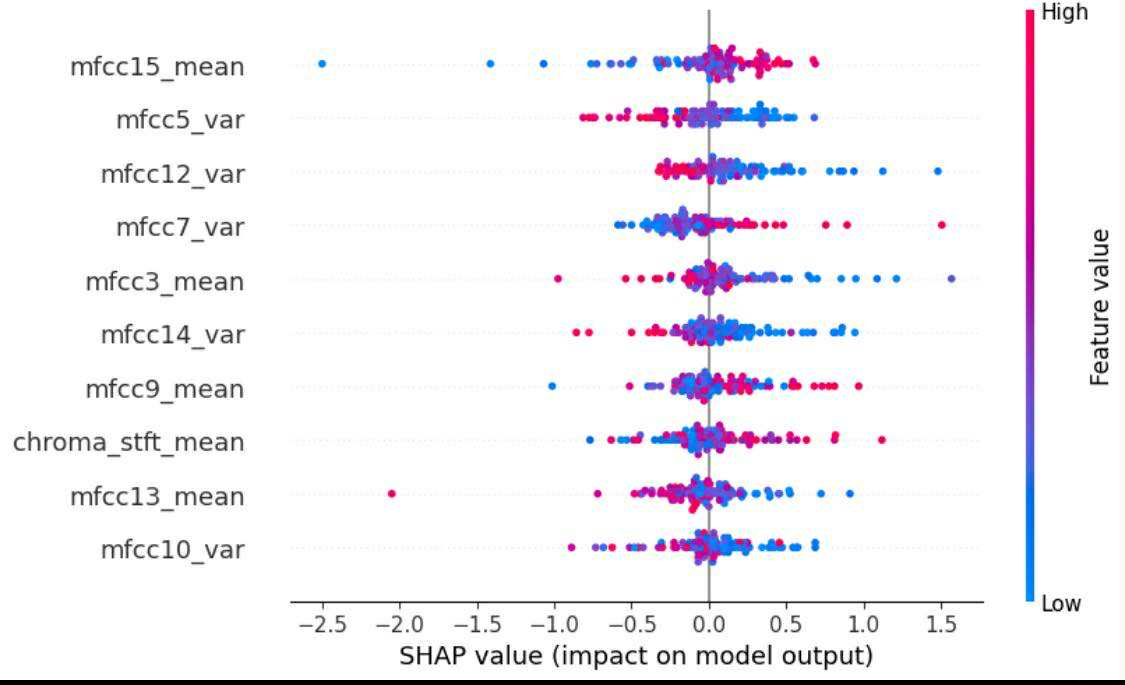 High
mfcc15_mean
mfcc5_var
mfcc12_var
mfcc7_var
mfcc3_mean
mfcc14_var
mfcc9_mean
chroma_stft_mean
mfcc13_mean
mfcc10_var
Feature value
Low
−2.5 −2.0 −1.5 −1.0 −0.5 0.0 0.5 1.0 1.5
SHAP value (impact on model output)